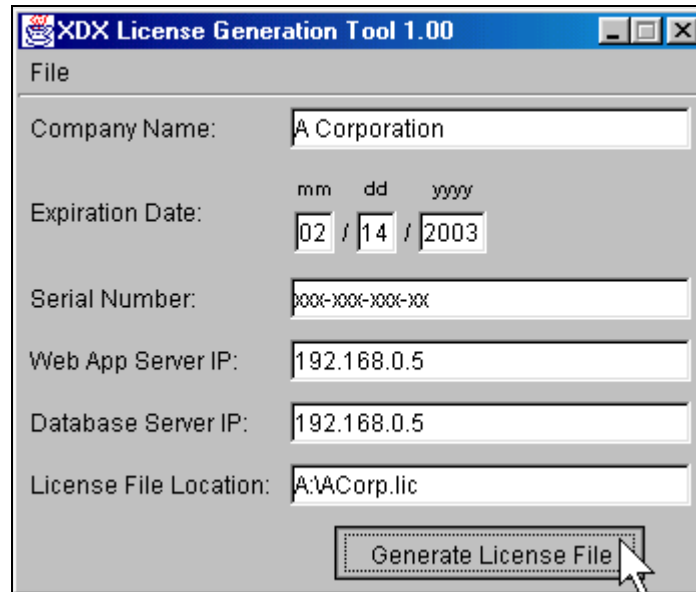 XDX License Generation Tool 1.00
File
Company Name: A Corporation
mm dd yyyy
Expiration Date: 02 / 14 / 2003
Serial Number: xxx-xxx-xxx-xx
Web App Server IP: 192.168.0.5
Database Server IP: 192.168.0.5
License File Location: A:\ACorp.lic
Generate License File